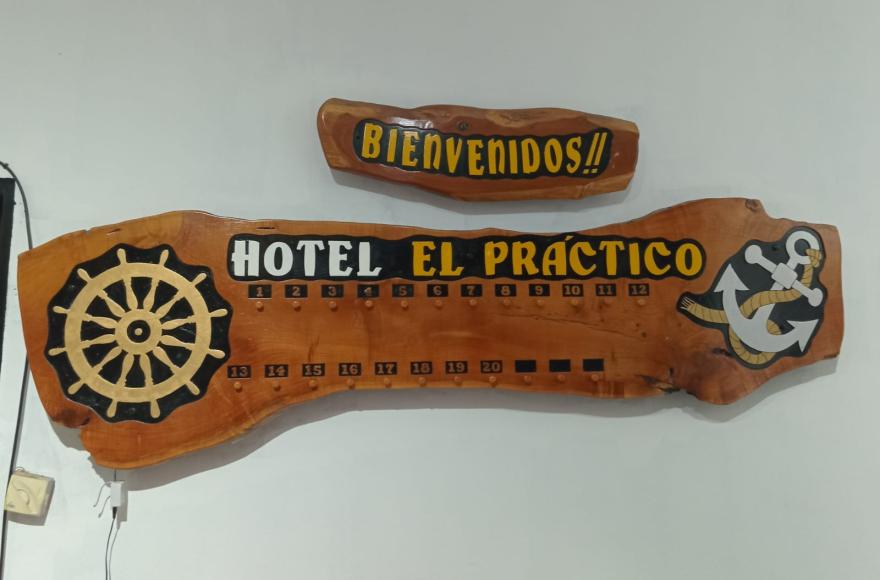 BIENVENIDOS!!
HOTEL EL PRÁCTICO
1 2 3 4 5 6 7 8 9 10 11 12
13 14 15 16 17 18 19 20